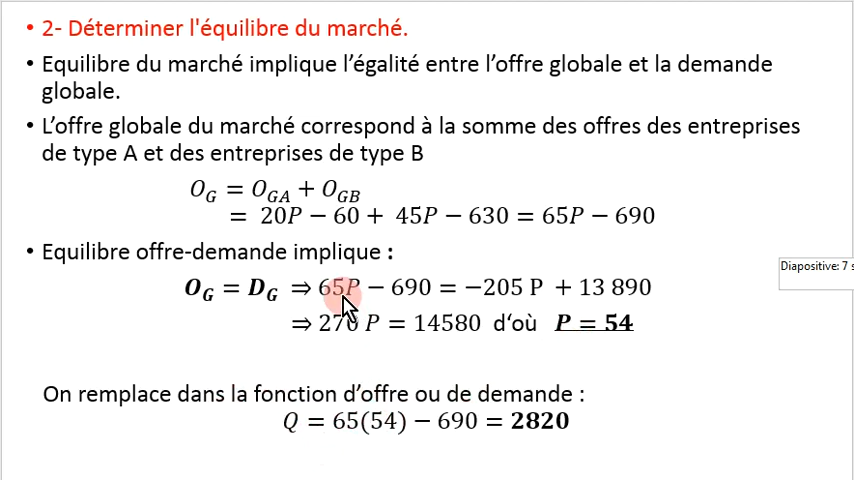 • 2- Déterminer l'équilibre du marché.
• Equilibre du marché implique l’égalité entre l’offre globale et la demande
globale.
• L’offre globale du marché correspond à la somme des offres des entreprises
de type A et des entreprises de type B
O_G = O_GA + O_GB
= 20P − 60 + 45P − 630 = 65P − 690
• Equilibre offre-demande implique :
O_G = D_G ⇒ 65P − 690 = −205 P + 13 890
⇒ 270 P = 14580 d‘où P = 54
On remplace dans la fonction d’offre ou de demande :
Q = 65(54) − 690 = 2820
Diapositive: 7 s